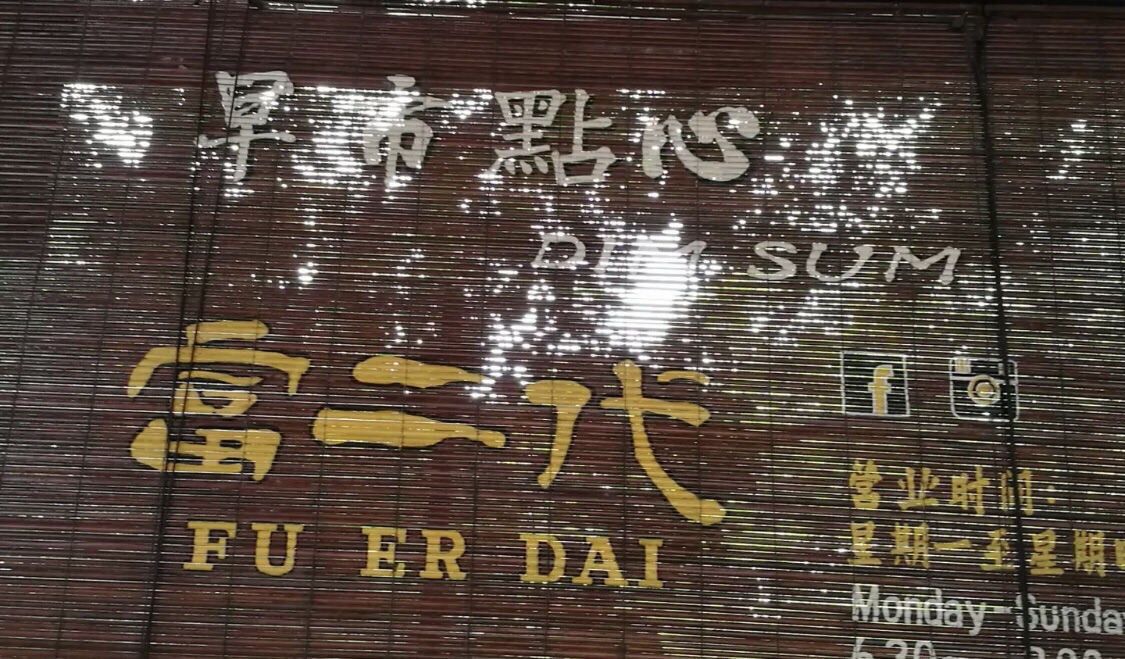 早市點心
DIM SUM
富二代
FU ER DAI
营业时间:
星期一至星期
Monday-Sunday